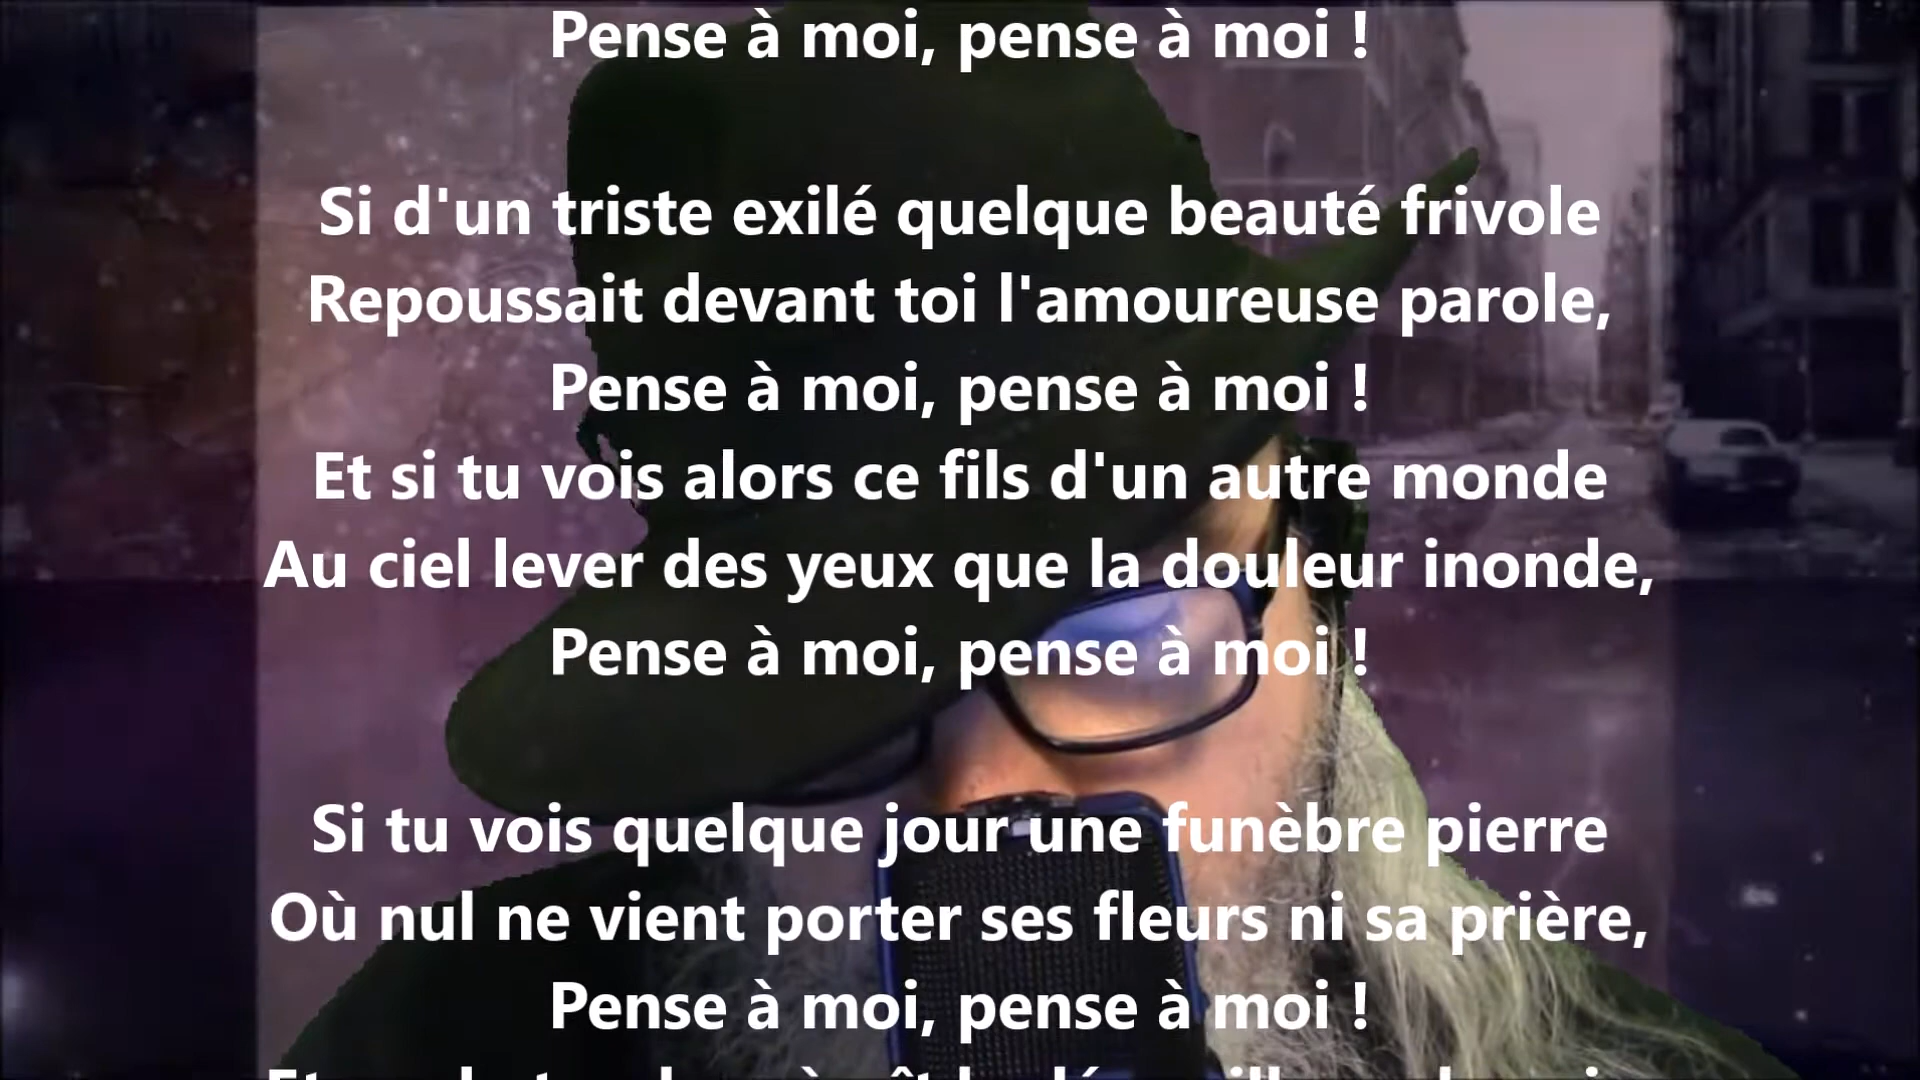 Pense à moi, pense à moi !
Si d'un triste exilé quelque beauté frivole
Repoussait devant toi l'amoureuse parole,
Pense à moi, pense à moi !
Et si tu vois alors ce fils d'un autre monde
Au ciel lever des yeux que la douleur inonde,
Pense à moi, pense à moi !
Si tu vois quelque jour une funèbre pierre
Où nul ne vient porter ses fleurs ni sa prière,
Pense à moi, pense à moi !